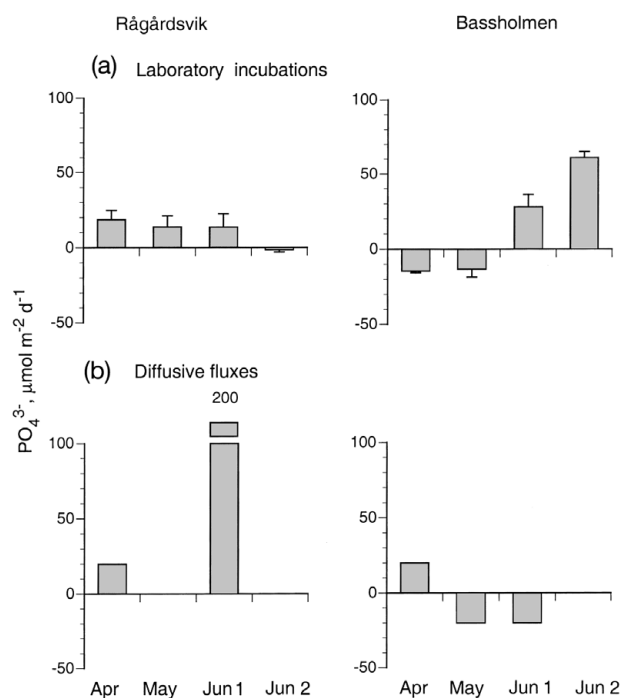 Rågårdsvik Bassholmen
(a) Laboratory incubations
100 100
50 50
0 0
-50 -50
PO₄³⁻, μmol m⁻² d⁻¹
(b) Diffusive fluxes
200
100 100
50 50
0 0
-50 -50
Apr May Jun 1 Jun 2 Apr May Jun 1 Jun 2